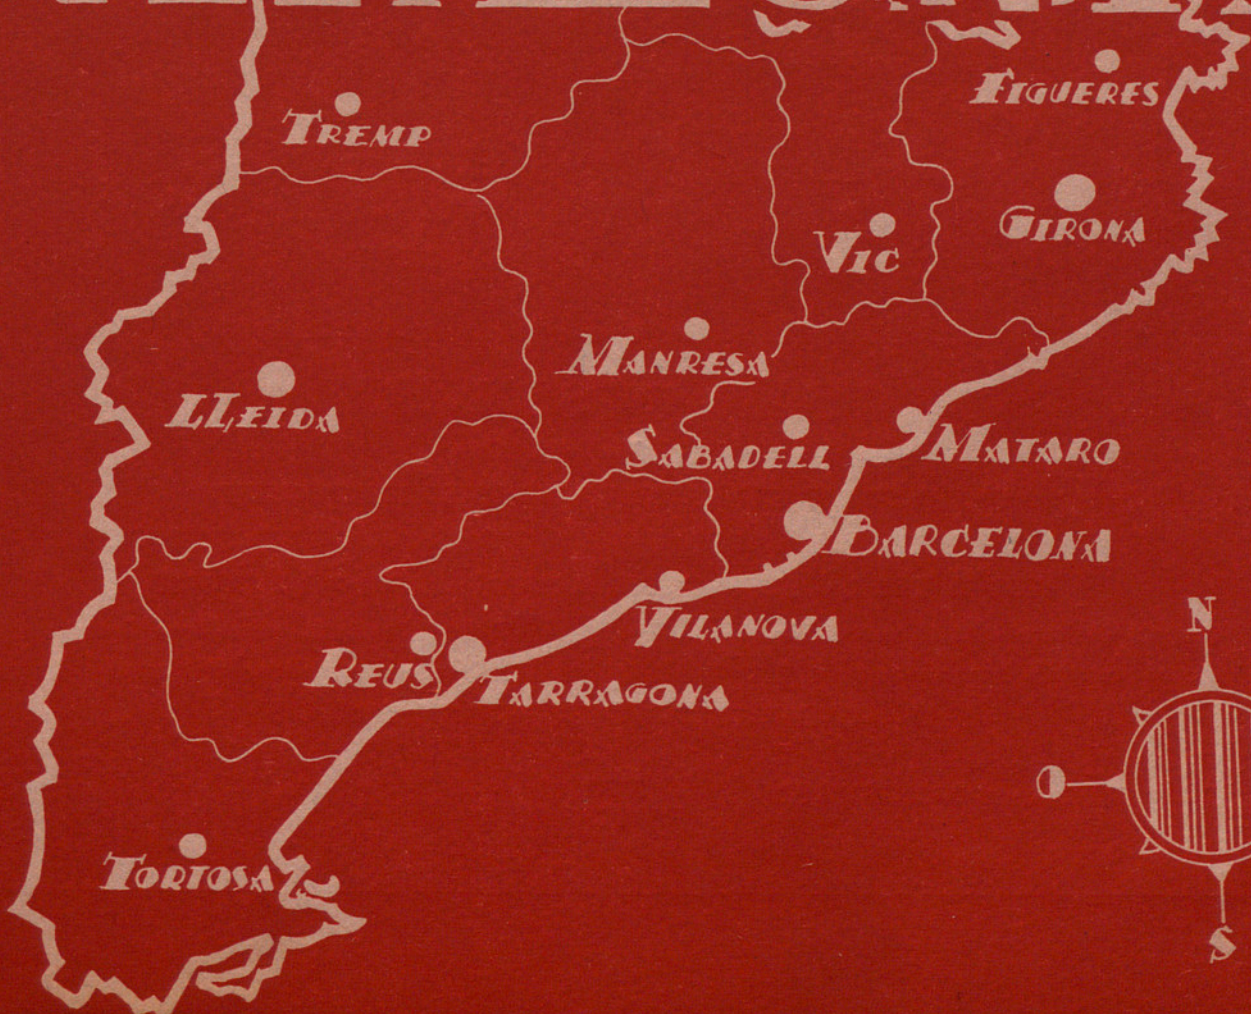 Figueres
Tremp
Girona
Vic
Manresa
Lleida
Sabadell
Mataro
Barcelona
Vilanova
N
Reus
Tarragona
O
Tortosa
S